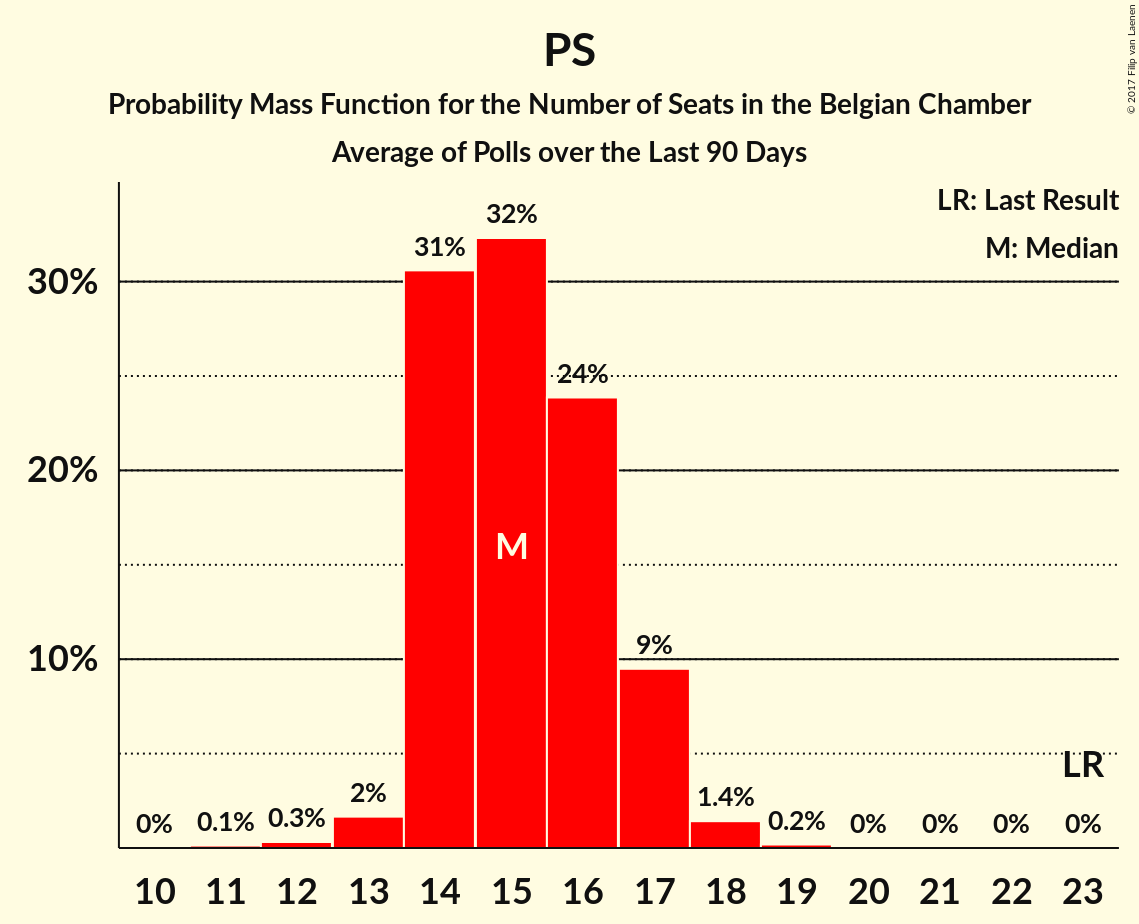 PS
Probability Mass Function for the Number of Seats in the Belgian Chamber
Average of Polls over the Last 90 Days
© 2017 Filip van Laenen
LR: Last Result
M: Median
30%
20%
10%
0%
0.1%
0.3%
2%
31%
32%
24%
9%
1.4%
0.2%
0%
0%
0%
0%
M
LR
10 11 12 13 14 15 16 17 18 19 20 21 22 23